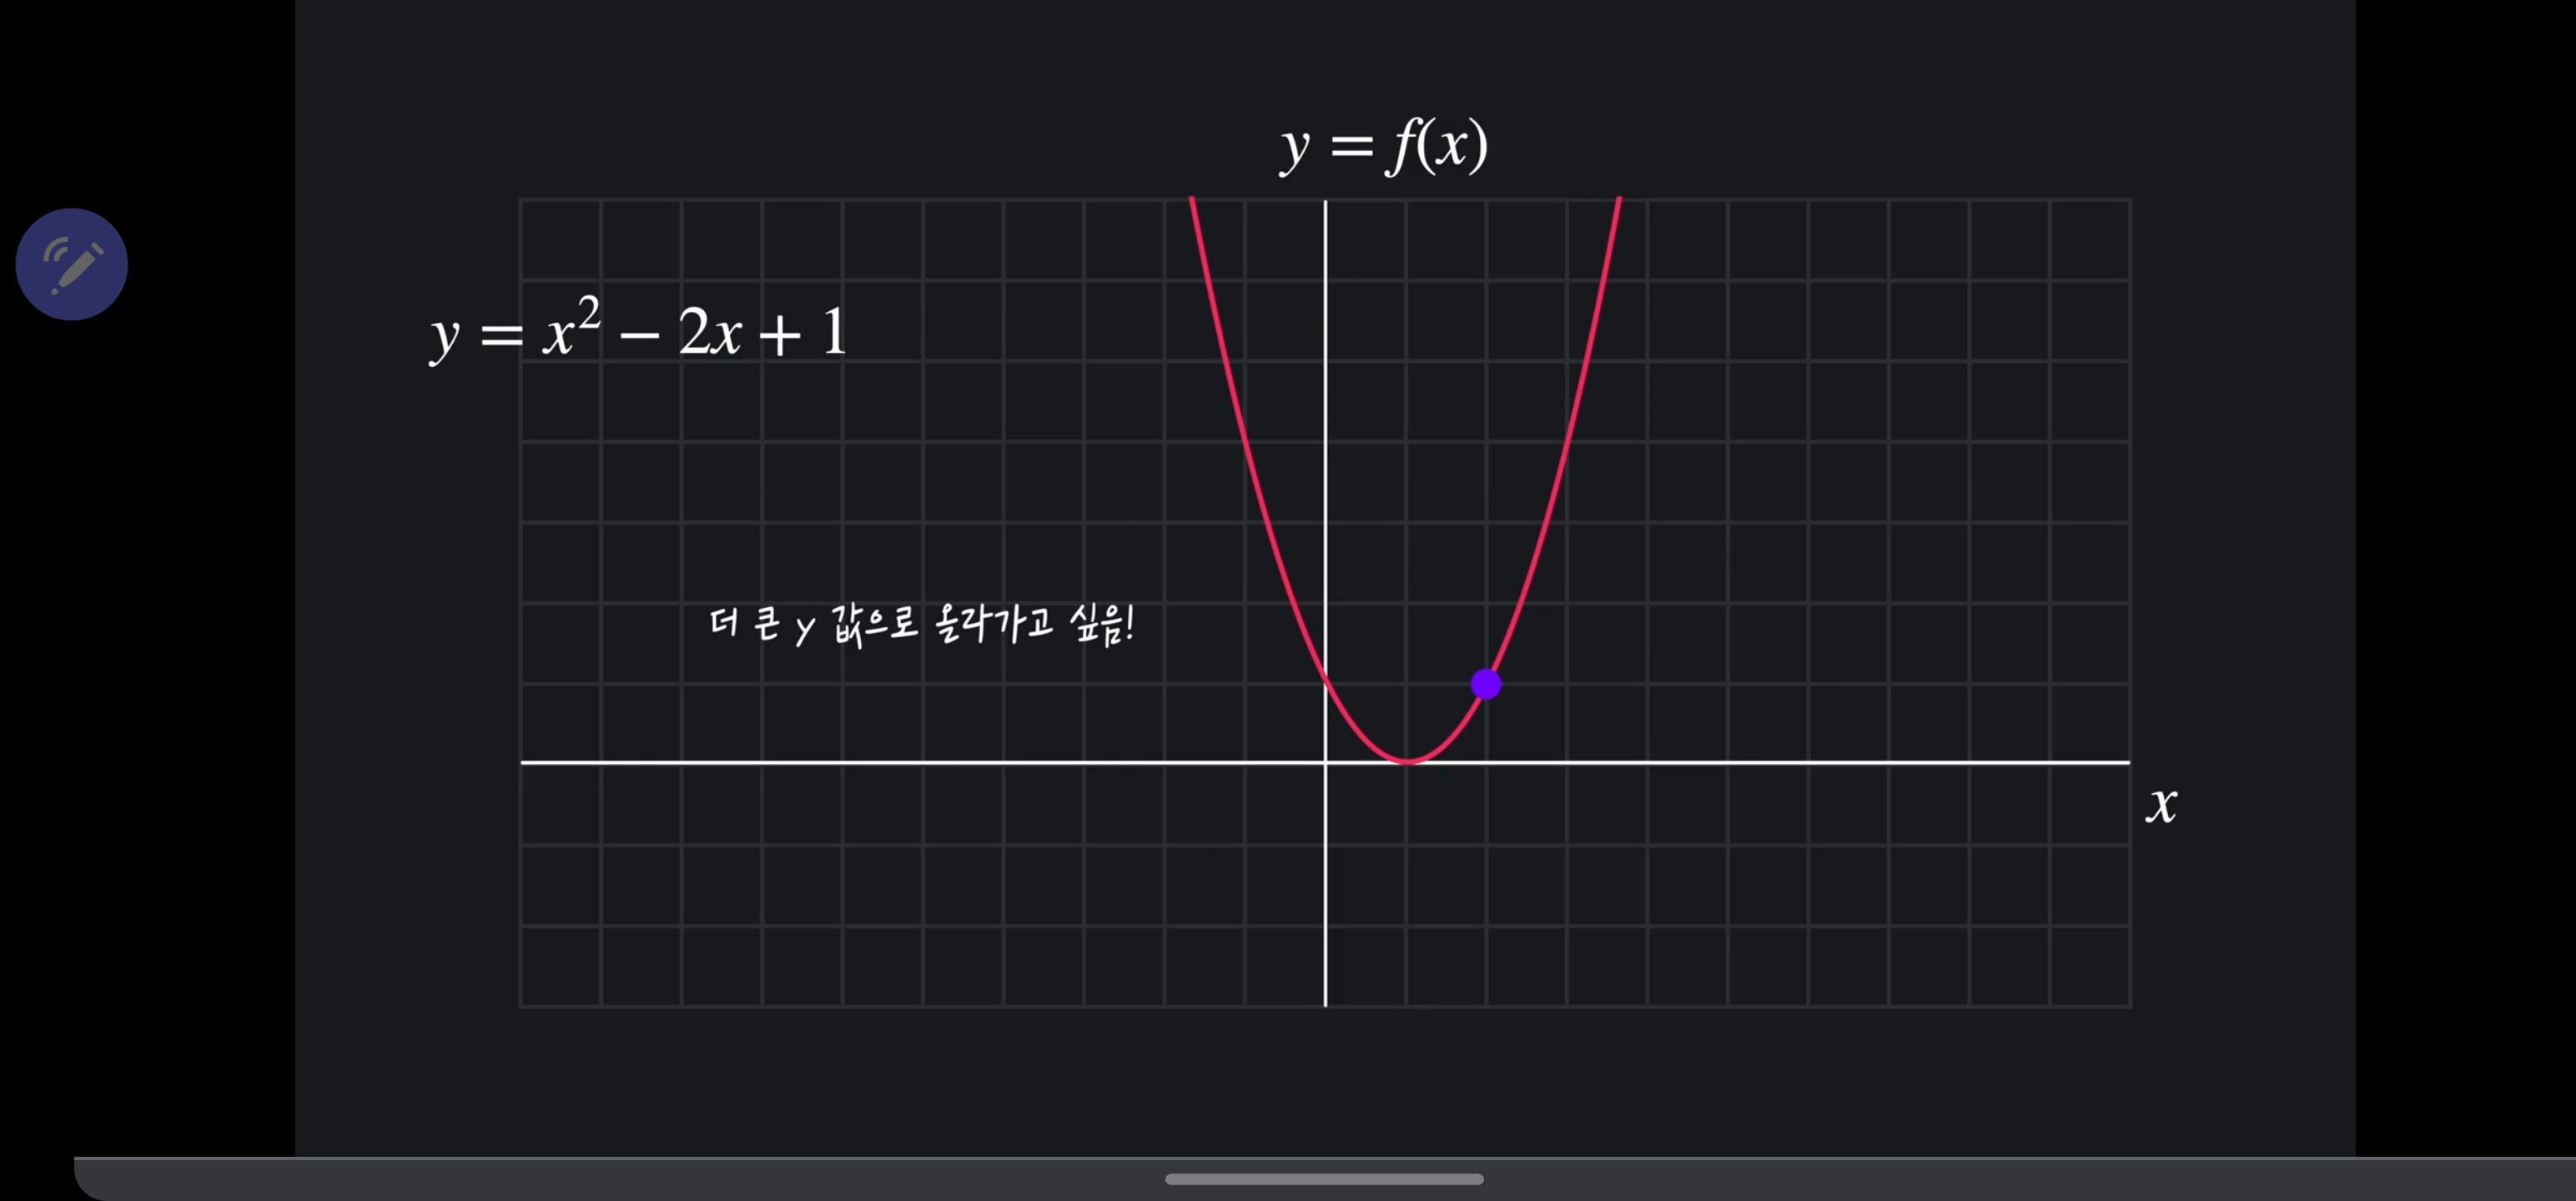 y = f(x)
y = x² − 2x + 1
더 큰 y 값으로 올라가고 싶음!
x